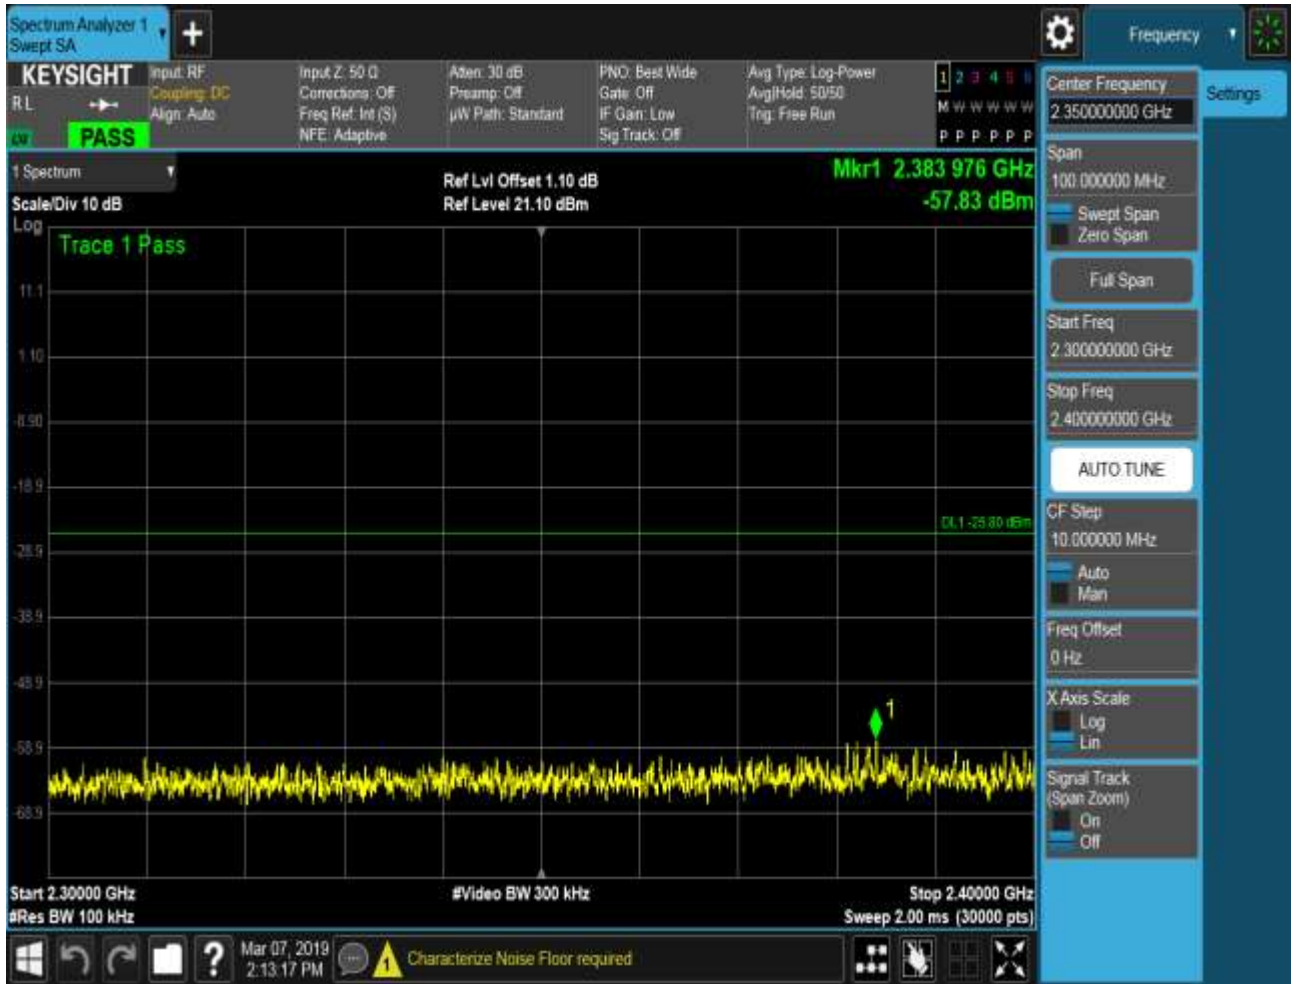 Spectrum Analyzer 1
Swept SA
Frequency
KEYSIGHT
R L
PASS
Input: RF
Coupling: DC
Align: Auto
Input Z: 50 Ω
Corrections: Off
Freq Ref: Int (S)
NFE: Adaptive
Atten: 30 dB
Preamp: Off
µW Path: Standard
PNO: Best Wide
Gate: Off
IF Gain: Low
Sig Track: Off
Avg Type: Log-Power
Avg|Hold: 50/50
Trig: Free Run
1 2 3 4 5 6
M W W W W W
P P P P P P
1 Spectrum
Scale/Div 10 dB
Log
Ref Lvl Offset 1.10 dB
Ref Level 21.10 dBm
Mkr1 2.383 976 GHz
-57.83 dBm
Trace 1 Pass
11.1
1.10
-8.90
-18.9
DL1 -25.80 dBm
-28.9
-38.9
-48.9
1
-58.9
-68.9
Start 2.30000 GHz
#Res BW 100 kHz
#Video BW 300 kHz
Stop 2.40000 GHz
Sweep 2.00 ms (30000 pts)
Center Frequency
2.350000000 GHz
Settings
Span
100.000000 MHz
Swept Span
Zero Span
Full Span
Start Freq
2.300000000 GHz
Stop Freq
2.400000000 GHz
AUTO TUNE
CF Step
10.000000 MHz
Auto
Man
Freq Offset
0 Hz
X Axis Scale
Log
Lin
Signal Track
(Span Zoom)
On
Off
?
Mar 07, 2019
2:13:17 PM
1
Characterize Noise Floor required